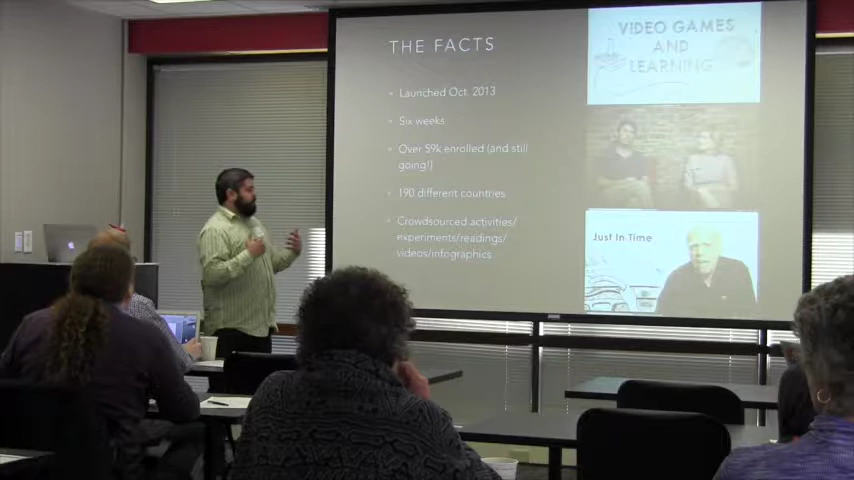 THE FACTS
Launched Oct. 2013
Six weeks
Over 59k enrolled (and still
going!)
190 different countries
Crowdsourced activities/
experiments/readings/
videos/infographics
VIDEO GAMES
AND
LEARNING
Just In Time